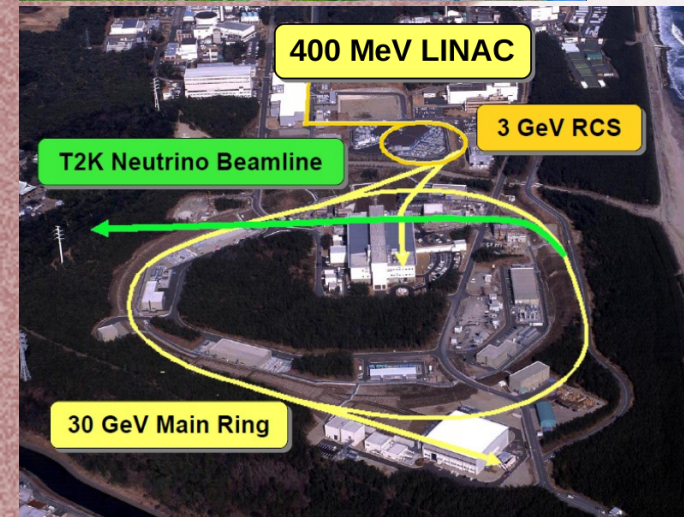 400 MeV LINAC
3 GeV RCS
T2K Neutrino Beamline
30 GeV Main Ring